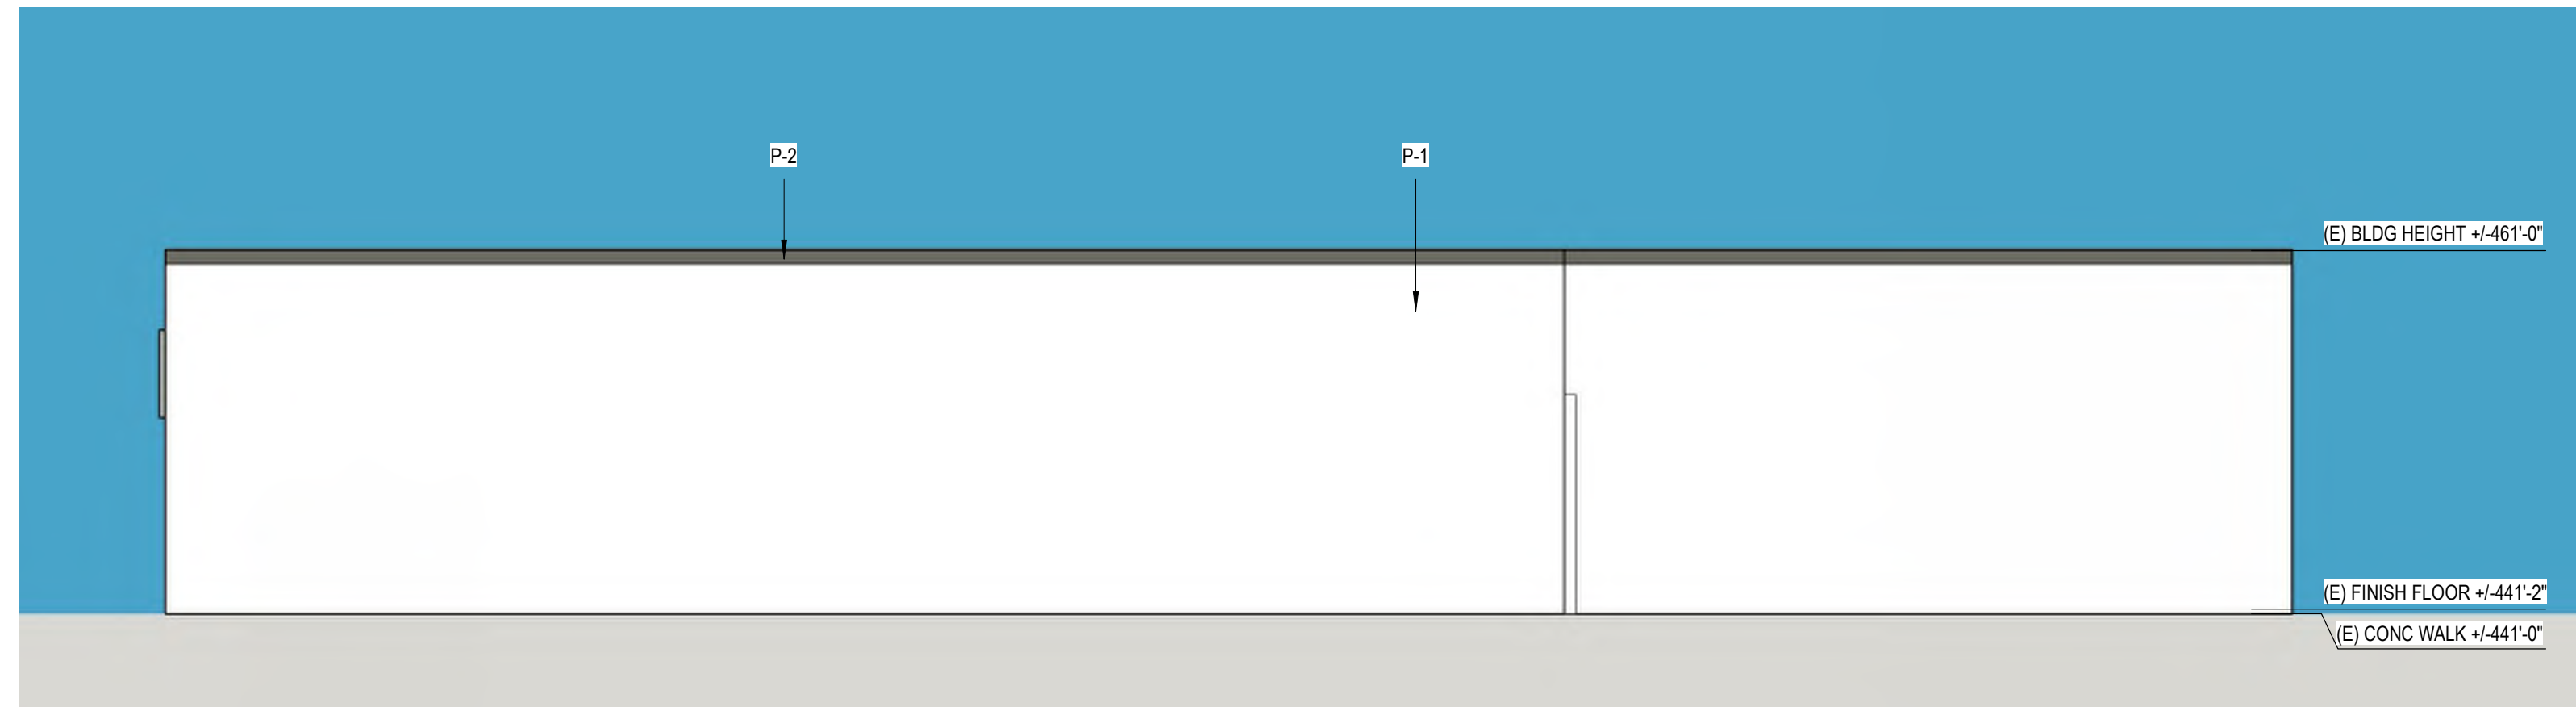 P-2
P-1
(E) BLDG HEIGHT +/-461'-0"
(E) FINISH FLOOR +/-441'-2"
(E) CONC WALK +/-441'-0"